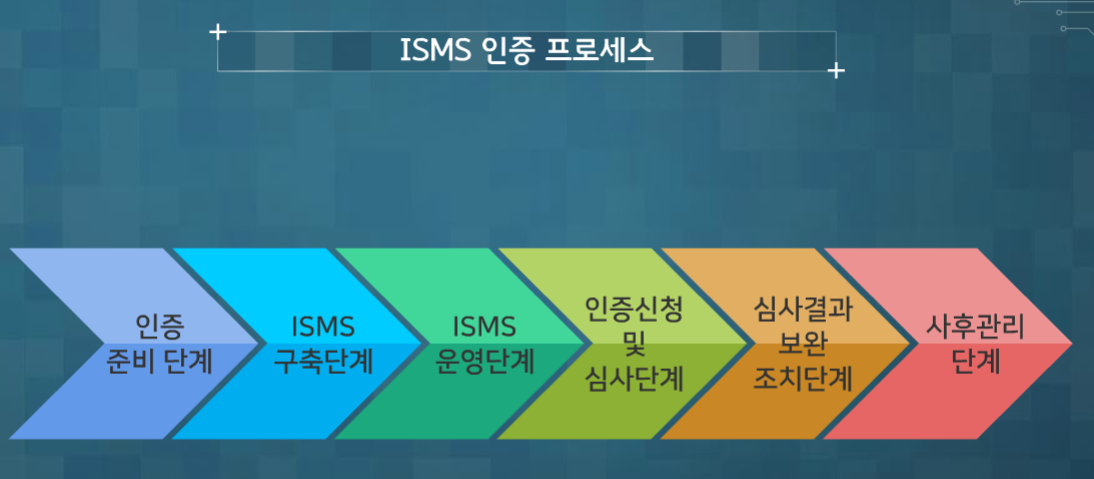 ISMS 인증 프로세스
인증
준비 단계
ISMS
구축단계
ISMS
운영단계
인증신청
및
심사단계
심사결과
보완
조치단계
사후관리
단계